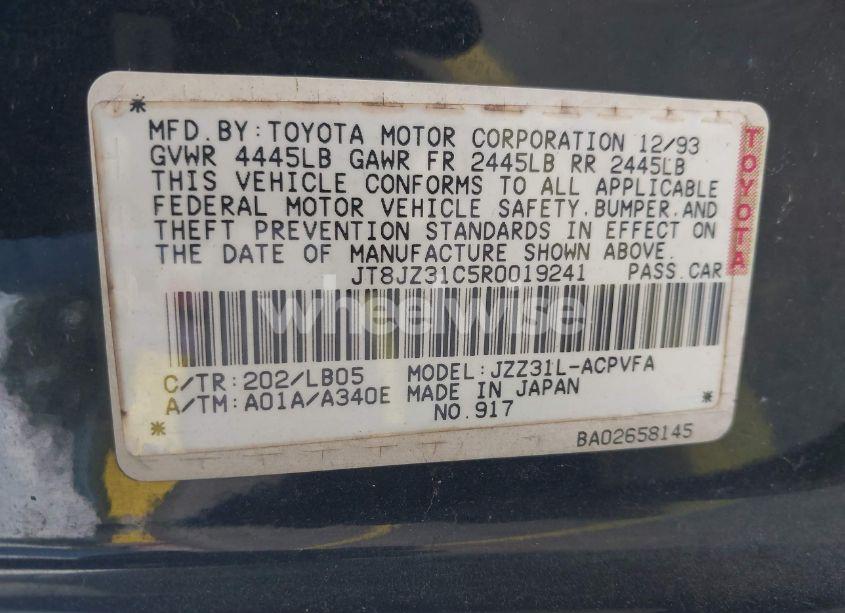 MFD.BY:TOYOTA MOTOR CORPORATION 12/93
GVWR 4445LB GAWR FR 2445LB RR 2445LB
THIS VEHICLE CONFORMS TO ALL APPLICABLE
FEDERAL MOTOR VEHICLE SAFETY,BUMPER,AND
THEFT PREVENTION STANDARDS IN EFFECT ON
THE DATE OF MANUFACTURE SHOWN ABOVE.
JT8JZ31C5R0019241 PASS.CAR
TOYOTA
wheelwise
C/TR:202/LB05 MODEL:JZZ31L-ACPVFA
A/TM:A01A/A340E MADE IN JAPAN
NO.917
BA02658145